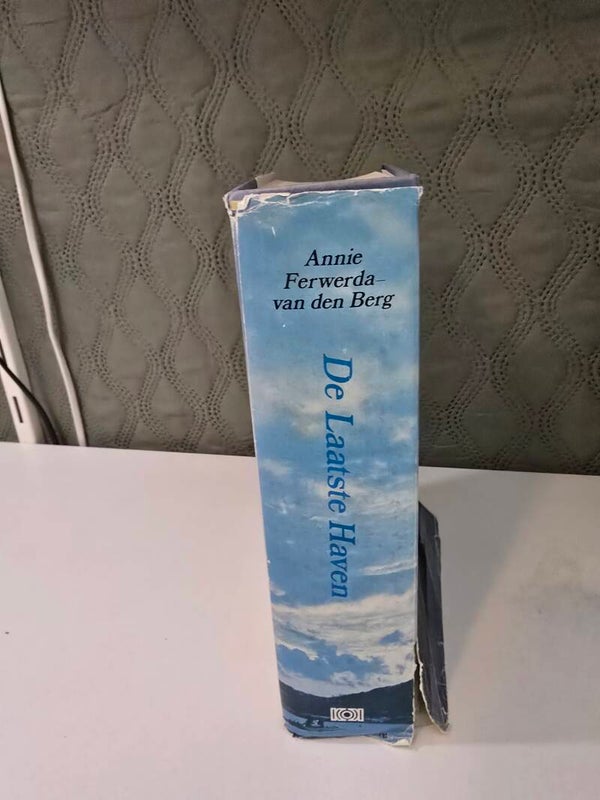 Annie
Ferwerda-
van den Berg
De Laatste Haven